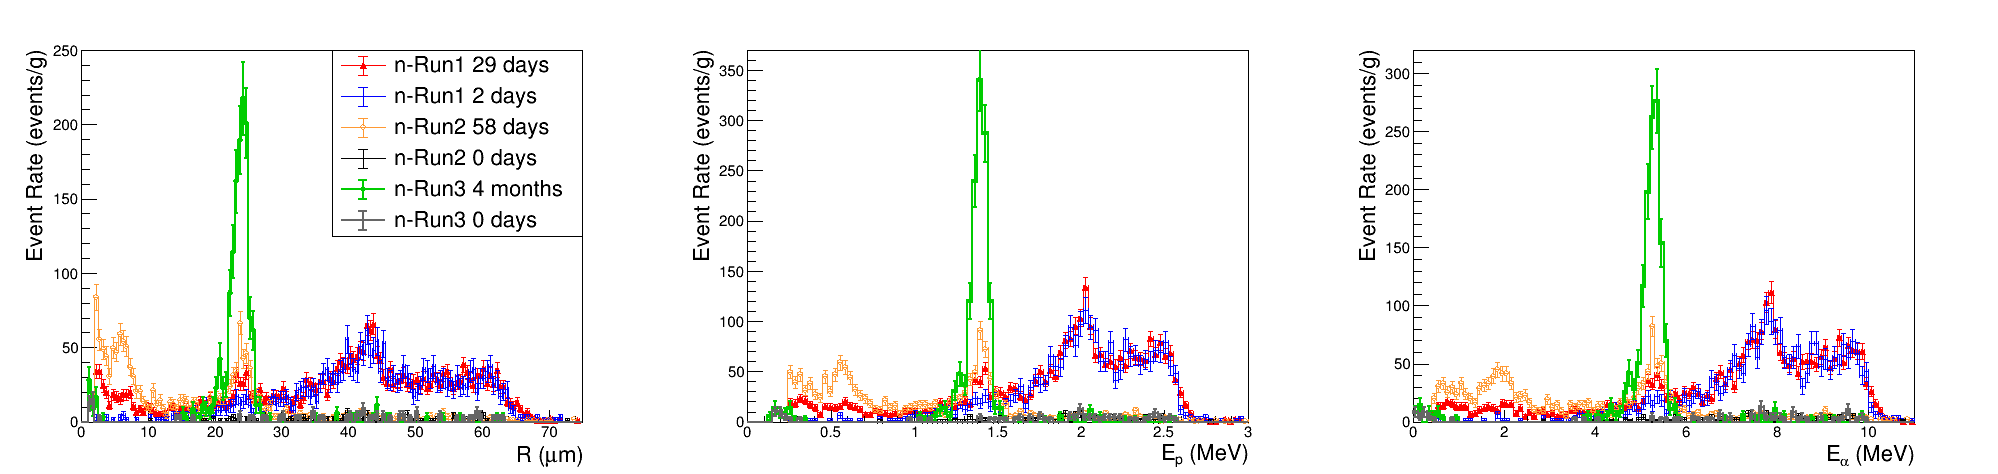 Event Rate (events/g)
250
200
150
100
50
0
0 10 20 30 40 50 60 70
R (μm)
n-Run1 29 days
n-Run1 2 days
n-Run2 58 days
n-Run2 0 days
n-Run3 4 months
n-Run3 0 days
Event Rate (events/g)
350
300
250
200
150
100
50
0
0 0.5 1 1.5 2 2.5 3
Eₚ (MeV)
Event Rate (events/g)
300
250
200
150
100
50
0
0 2 4 6 8 10
E_α (MeV)